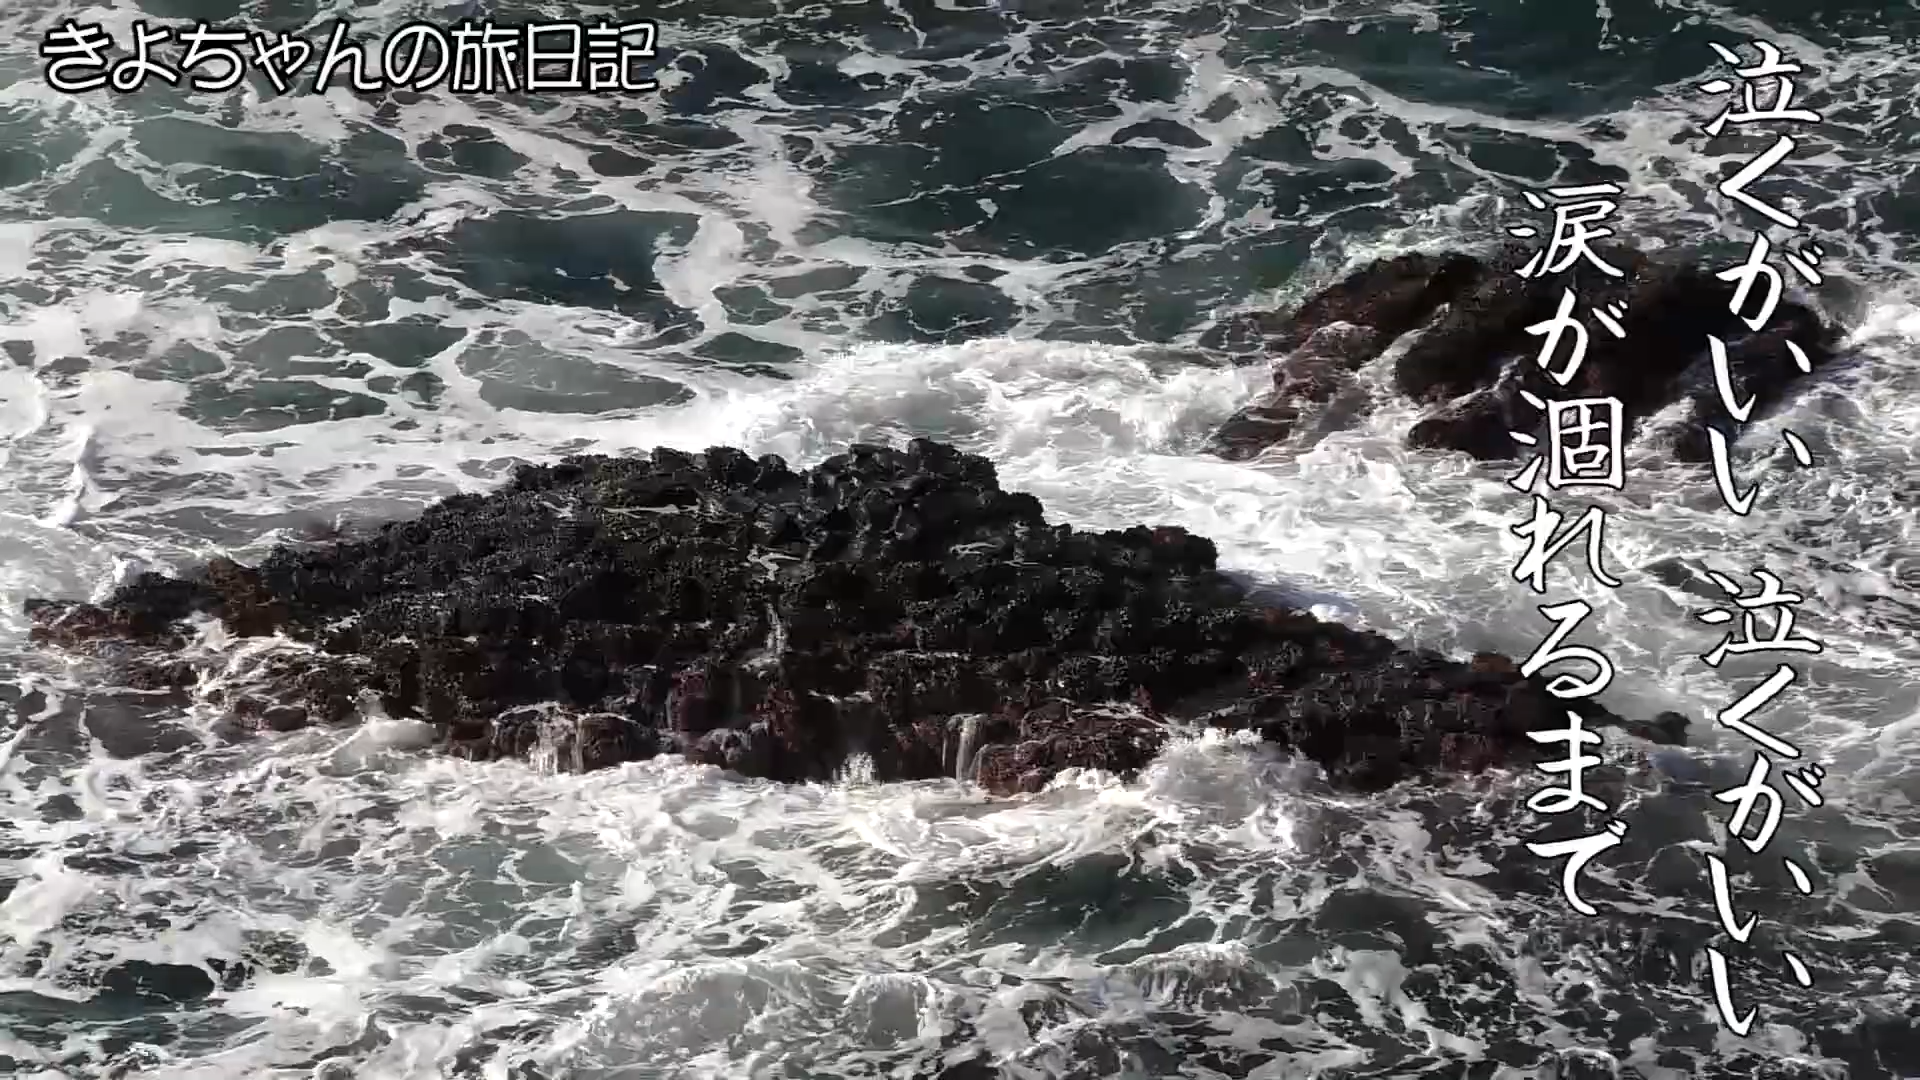 きよちゃんの旅日記
泣くがいい 泣くがいい
涙が涸れるまで